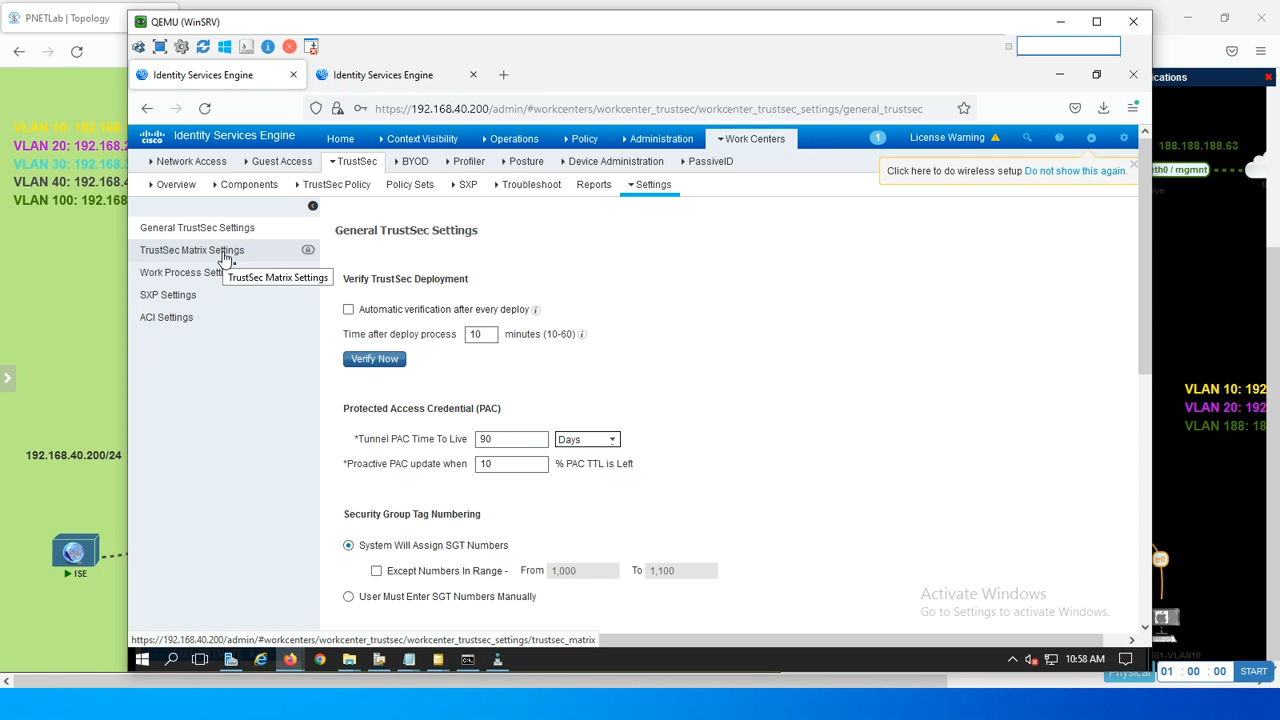 PNETLab | Topology
QEMU (WinSRV)
Identity Services Engine
Identity Services Engine
https://192.168.40.200/admin/#workcenters/workcenter_trustsec/workcenter_trustsec_settings/general_trustsec
cisco Identity Services Engine Home Context Visibility Operations Policy Administration Work Centers 1 License Warning
Network Access Guest Access TrustSec BYOD Profiler Posture Device Administration PassiveID
Click here to do wireless setup Do not show this again.
Overview Components TrustSec Policy Policy Sets SXP Troubleshoot Reports Settings
General TrustSec Settings
TrustSec Matrix Settings
Work Process Sett
TrustSec Matrix Settings
SXP Settings
ACI Settings
General TrustSec Settings
Verify TrustSec Deployment
Automatic verification after every deploy
Time after deploy process 10 minutes (10-60)
Verify Now
Protected Access Credential (PAC)
*Tunnel PAC Time To Live 90 Days
*Proactive PAC update when 10 % PAC TTL is Left
Security Group Tag Numbering
System Will Assign SGT Numbers
Except Numbers In Range - From 1,000 To 1,100
User Must Enter SGT Numbers Manually
Activate Windows
Go to Settings to activate Windows.
https://192.168.40.200/admin/#workcenters/workcenter_trustsec/workcenter_trustsec_settings/trustsec_matrix
10:58 AM
VLAN 10: 192.168.
VLAN 20: 192.168.2
VLAN 30: 192.168.3
VLAN 40: 192.168.4
VLAN 100: 192.168
192.168.40.200/24
ISE
ications
188.188.188.63
eth0 / mgmnt
VLAN 10: 192
VLAN 20: 192
VLAN 188: 18
e0
R1-VLAN10
Physical 01 : 00 : 00 START